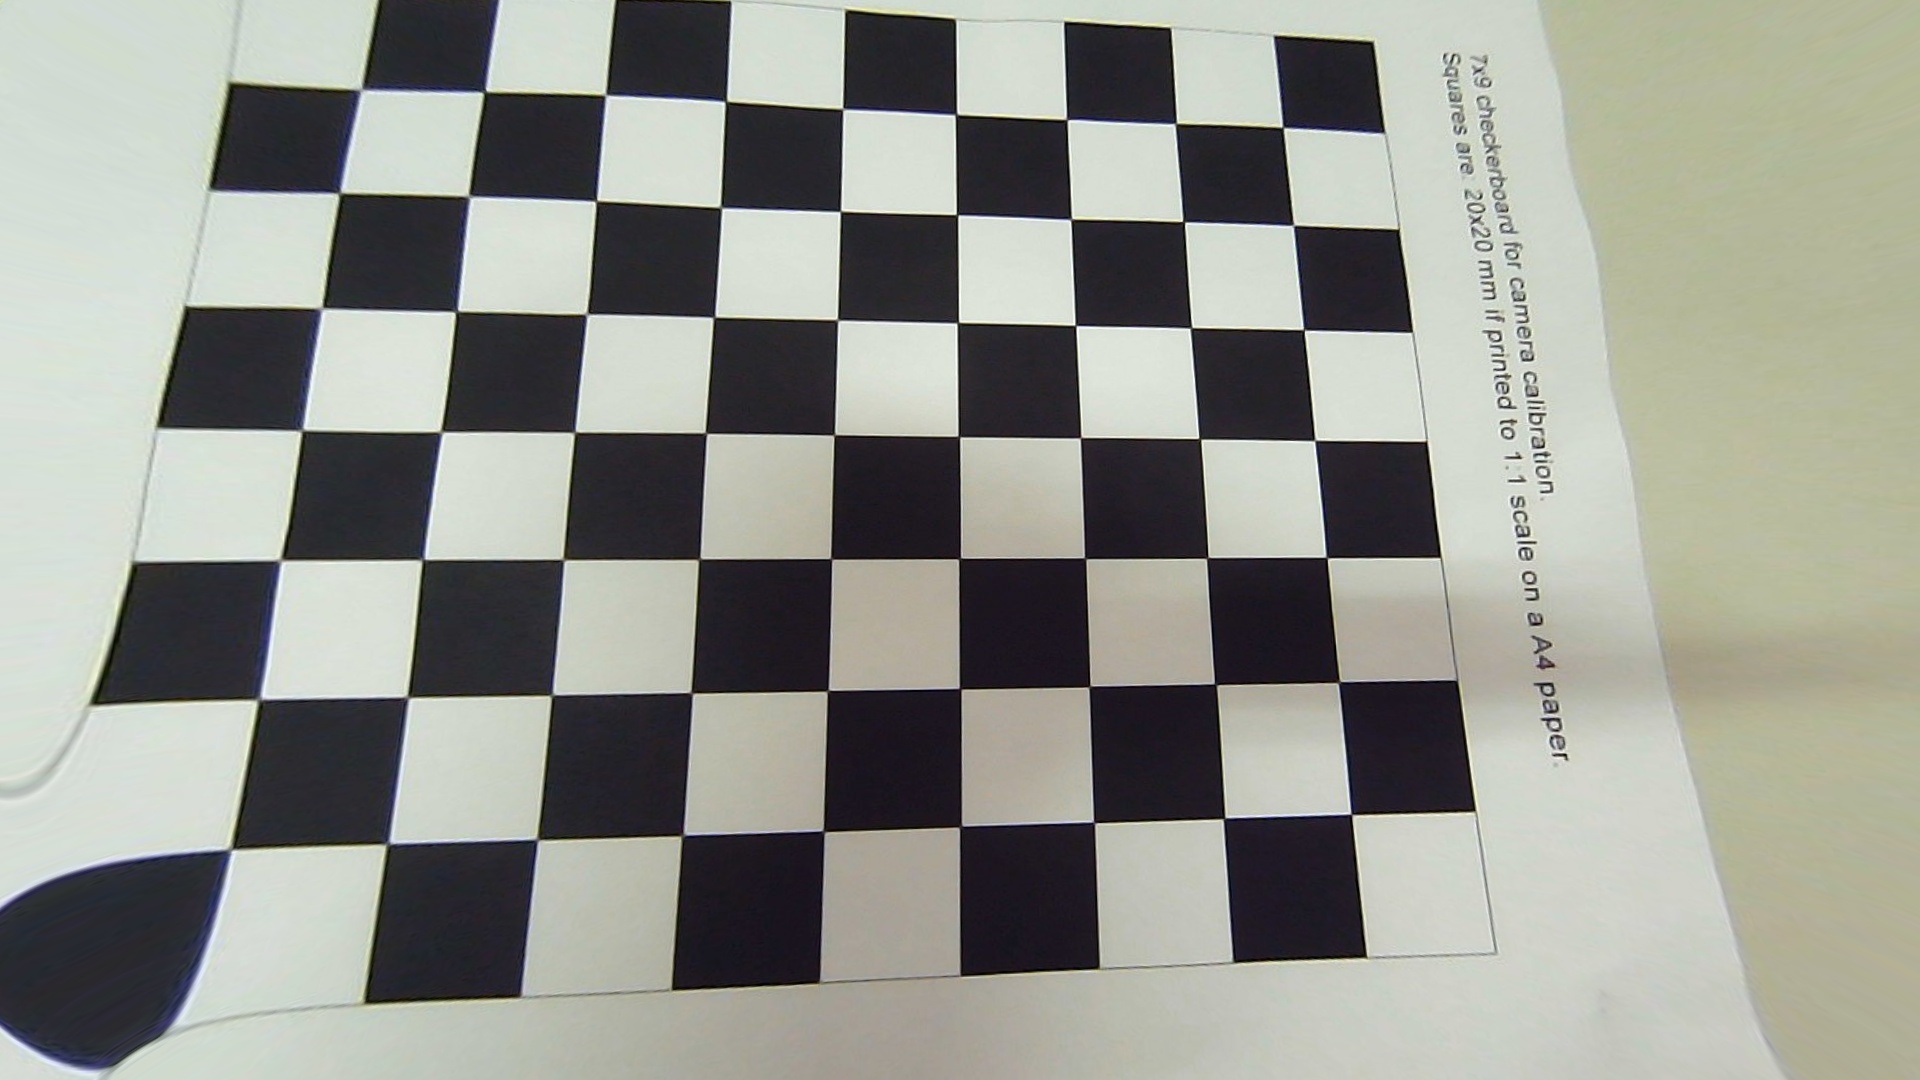 7x9 checkerboard for camera calibration.
Squares are: 20x20 mm if printed to 1:1 scale on a A4 paper.